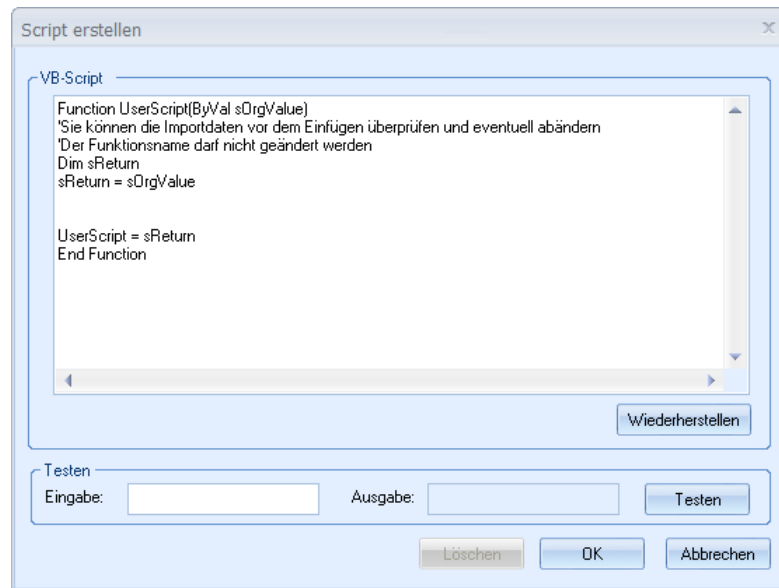 Script erstellen
VB-Script
Function UserScript(ByVal sOrgValue)
'Sie können die Importdaten vor dem Einfügen überprüfen und eventuell abändern
'Der Funktionsname darf nicht geändert werden
Dim sReturn
sReturn = sOrgValue
UserScript = sReturn
End Function
Wiederherstellen
Testen
Eingabe:
Ausgabe:
Testen
Löschen
OK
Abbrechen